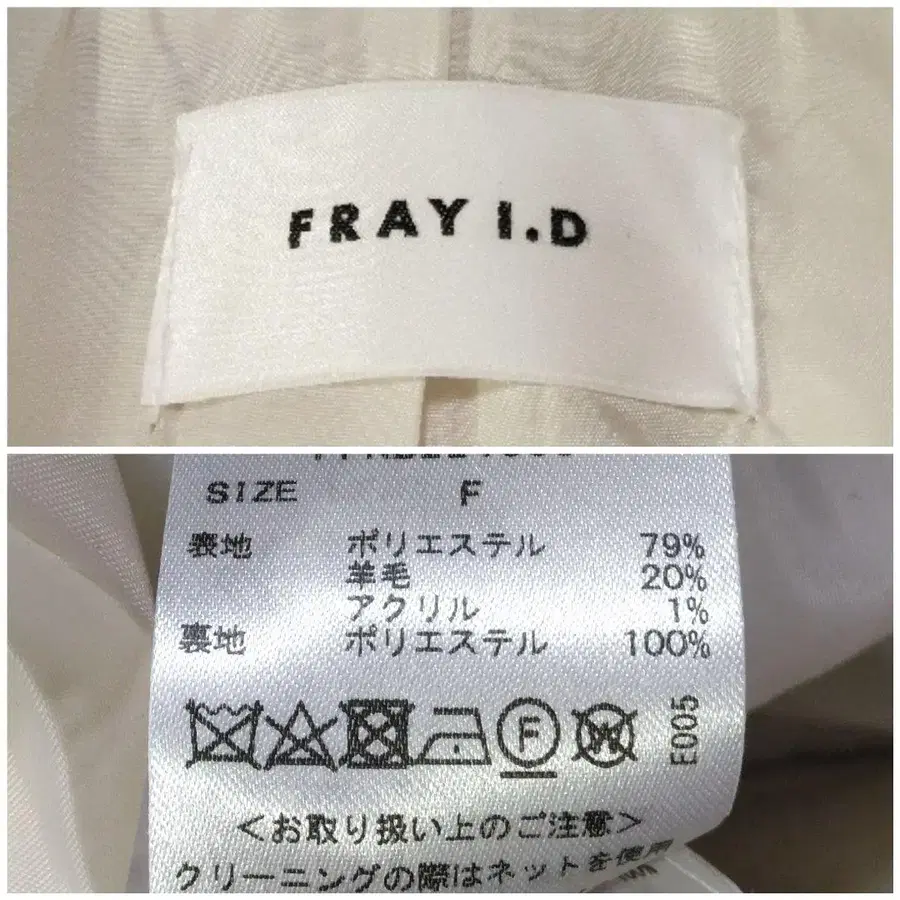 FRAY I.D
SIZE F
表地 ポリエステル 79%
羊毛 20%
アクリル 1%
裏地 ポリエステル 100%
F W E005
<お取り扱い上のご注意>
クリーニングの際はネットを使用